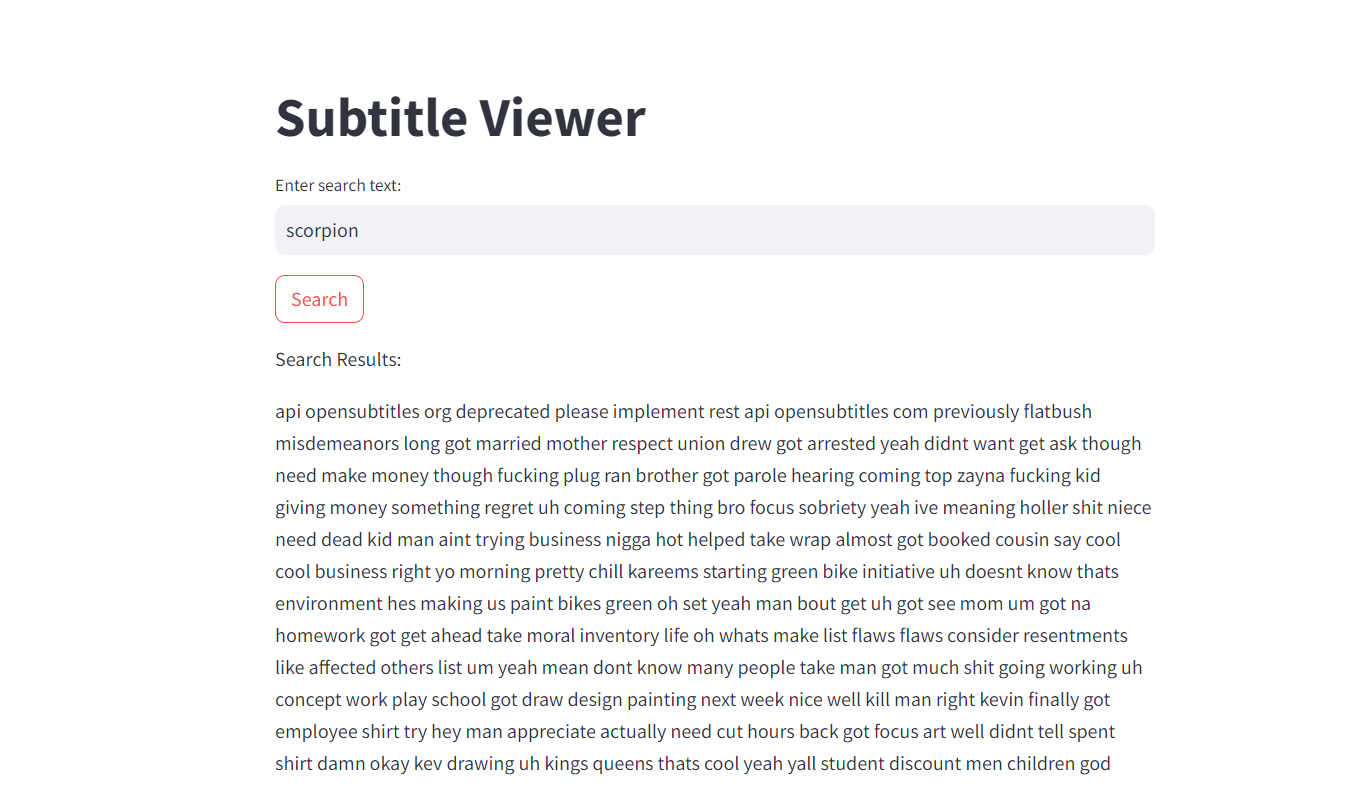 Subtitle Viewer
Enter search text:
scorpion
Search
Search Results:
api opensubtitles org deprecated please implement rest api opensubtitles com previously flatbush
misdemeanors long got married mother respect union drew got arrested yeah didnt want get ask though
need make money though fucking plug ran brother got parole hearing coming top zayna fucking kid
giving money something regret uh coming step thing bro focus sobriety yeah ive meaning holler shit niece
need dead kid man aint trying business nigga hot helped take wrap almost got booked cousin say cool
cool business right yo morning pretty chill kareems starting green bike initiative uh doesnt know thats
environment hes making us paint bikes green oh set yeah man bout get uh got see mom um got na
homework got get ahead take moral inventory life oh whats make list flaws flaws consider resentments
like affected others list um yeah mean dont know many people take man got much shit going working uh
concept work play school got draw design painting next week nice well kill man right kevin finally got
employee shirt try hey man appreciate actually need cut hours back got focus art well didnt tell spent
shirt damn okay kev drawing uh kings queens thats cool yeah yall student discount men children god